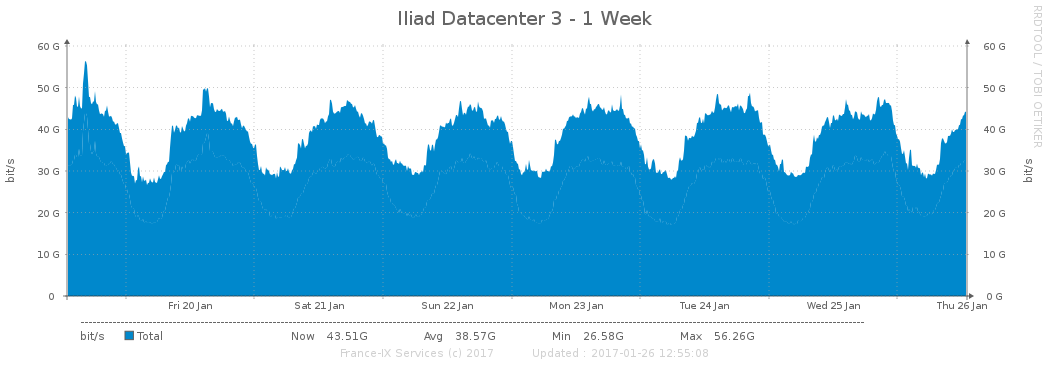 Iliad Datacenter 3 - 1 Week
RRDTOOL / TOBI OETIKER
60 G 60 G
50 G 50 G
40 G 40 G
30 G 30 G
20 G 20 G
10 G 10 G
0 0 G
bit/s bit/s
Fri 20 Jan Sat 21 Jan Sun 22 Jan Mon 23 Jan Tue 24 Jan Wed 25 Jan Thu 26 Jan
bit/s Total Now 43.51G Avg 38.57G Min 26.58G Max 56.26G
France-IX Services (c) 2017 Updated : 2017-01-26 12:55:08